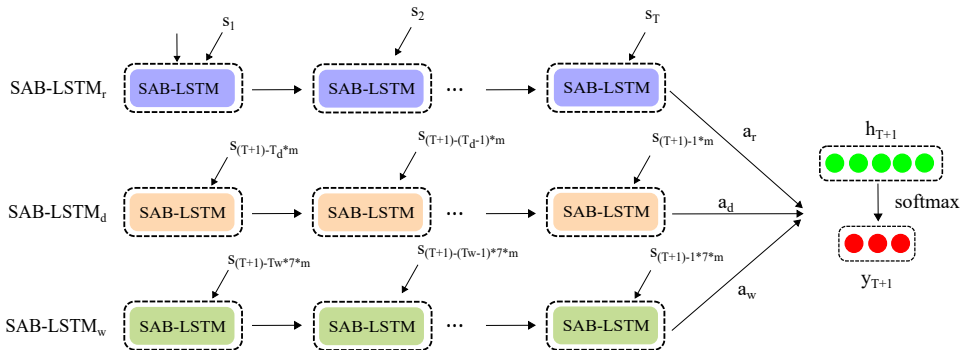 s1 s2 sT
SAB-LSTMr SAB-LSTM SAB-LSTM ... SAB-LSTM
ar hT+1
s(T+1)-Td*m s(T+1)-(Td-1)*m s(T+1)-1*m
softmax
SAB-LSTMd SAB-LSTM SAB-LSTM ... SAB-LSTM ad
s(T+1)-Tw*7*m s(T+1)-(Tw-1)*7*m s(T+1)-1*7*m
yT+1
aw
SAB-LSTMw SAB-LSTM SAB-LSTM ... SAB-LSTM